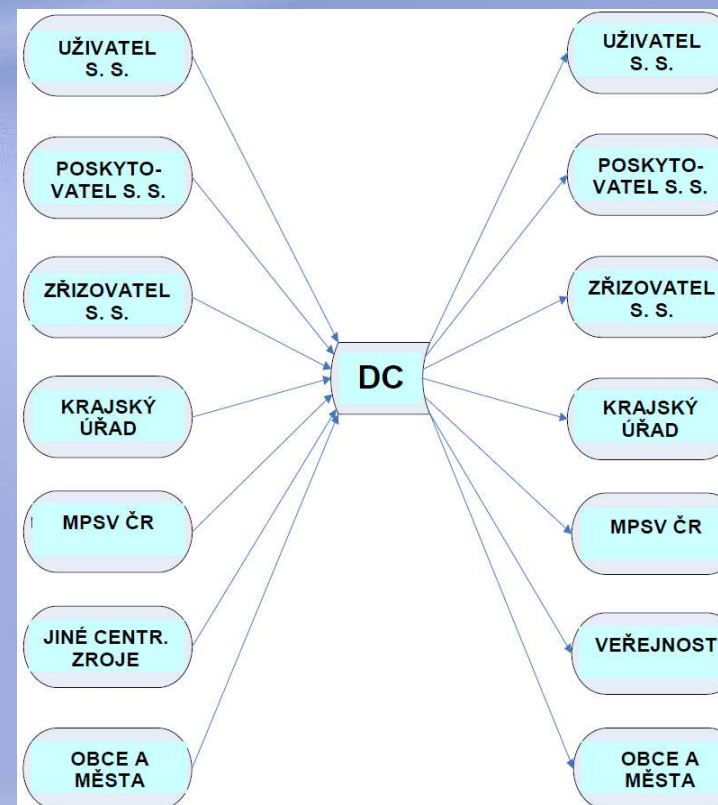 UŽIVATEL
S. S.
POSKYTO-
VATEL S. S.
ZŘIZOVATEL
S. S.
KRAJSKÝ
ÚŘAD
MPSV ČR
JINÉ CENTR.
ZROJE
OBCE A
MĚSTA
DC
UŽIVATEL
S. S.
POSKYTO-
VATEL S. S.
ZŘIZOVATEL
S. S.
KRAJSKÝ
ÚŘAD
MPSV ČR
VEŘEJNOST
OBCE A
MĚSTA